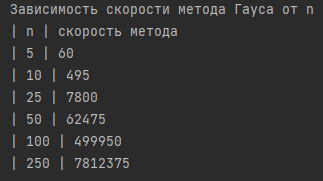 Зависимость скорости метода Гауса от n
| n | скорость метода
| 5 | 60
| 10 | 495
| 25 | 7800
| 50 | 62475
| 100 | 499950
| 250 | 7812375